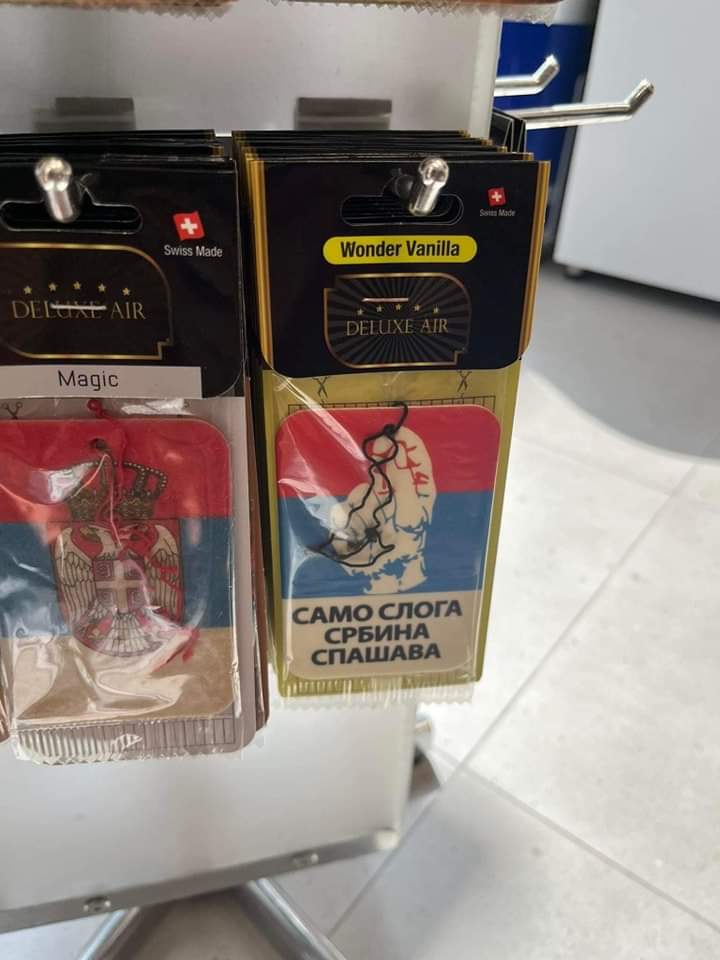 Swiss Made
DELUXE AIR
Magic
Swiss Made
Wonder Vanilla
DELUXE AIR
САМО СЛОГА
СРБИНА
СПАШАВА